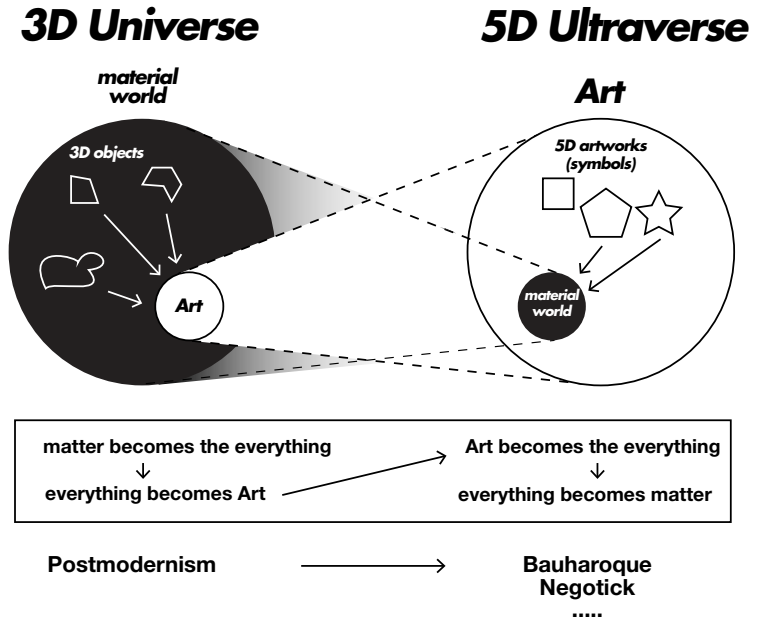 3D Universe
5D Ultraverse
material
world
Art
3D objects
5D artworks
(symbols)
Art
material
world
matter becomes the everything
Art becomes the everything
everything becomes Art
everything becomes matter
Postmodernism
Bauharoque
Negotick
.....